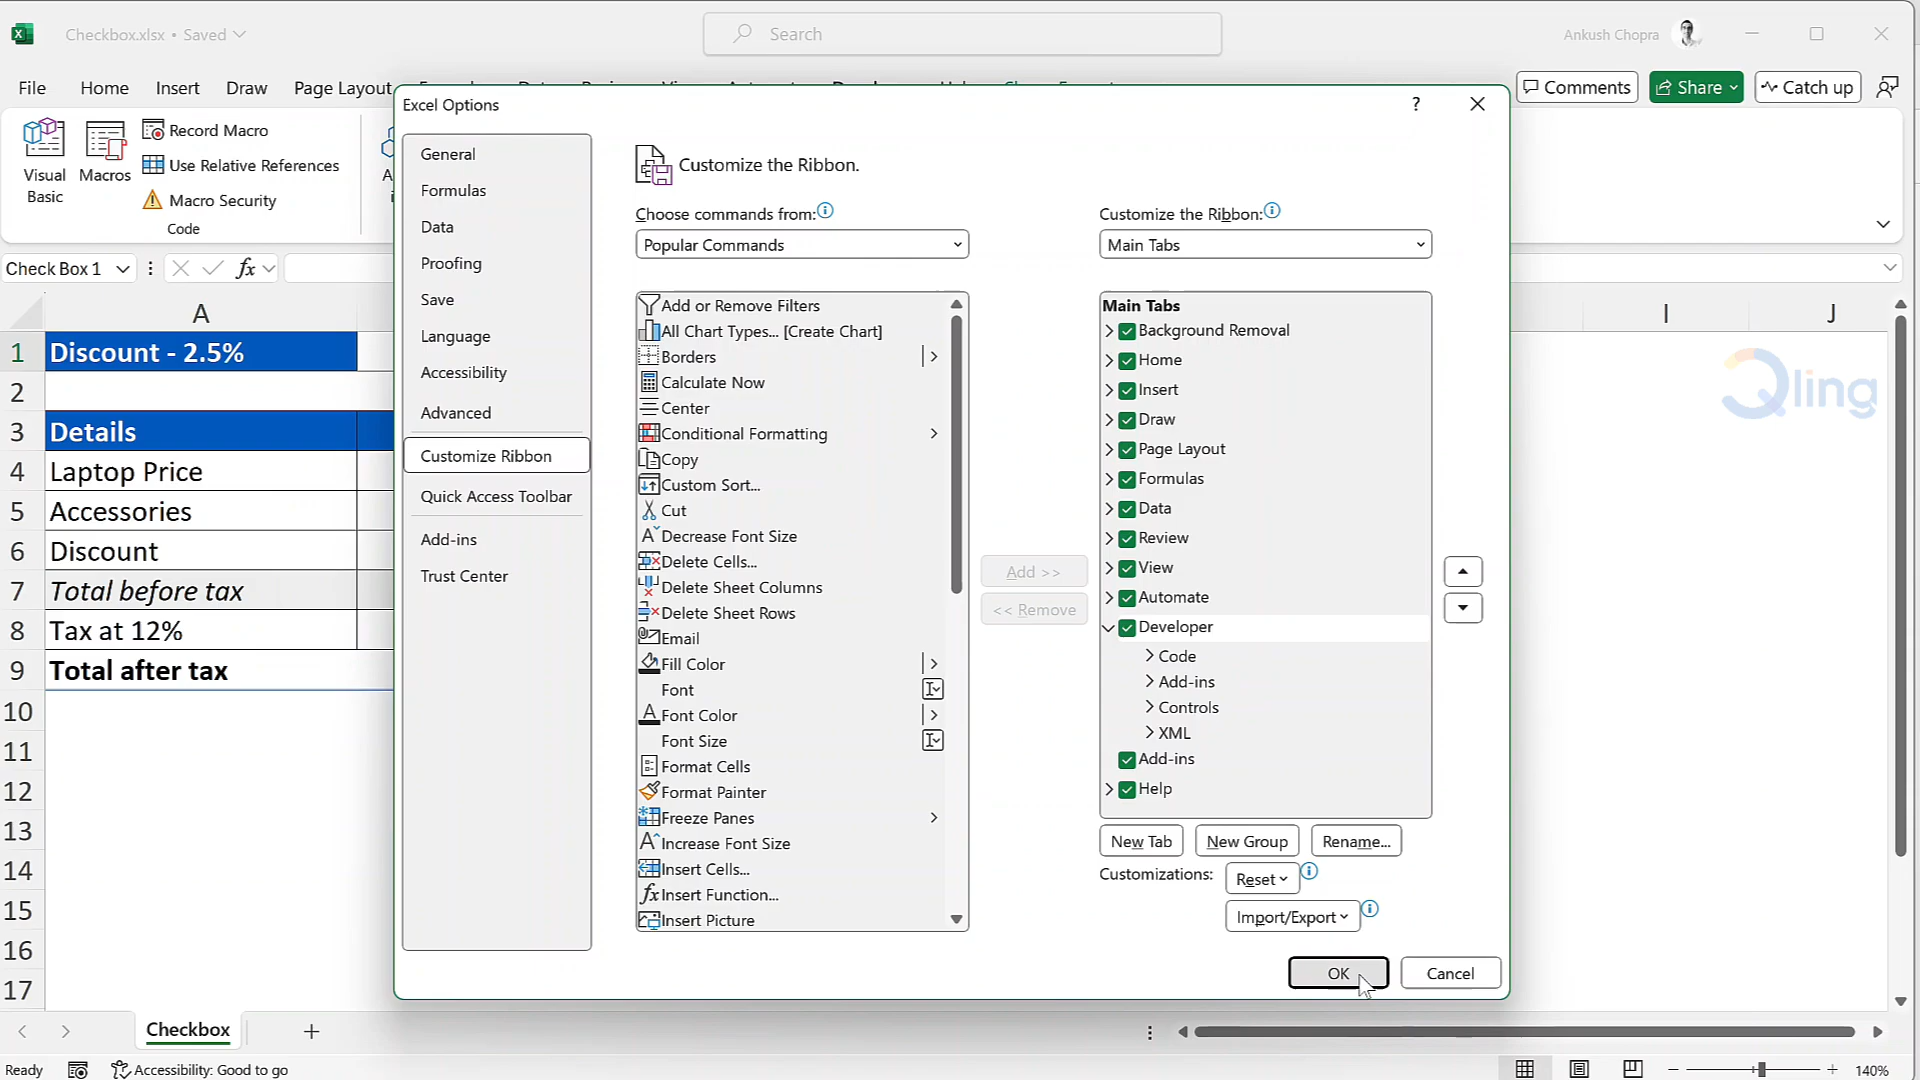 Checkbox.xlsx • Saved
Search
Ankush Chopra
File
Home
Insert
Draw
Page Layout
Comments
Share
Catch up
Visual
Basic
Macros
Record Macro
Use Relative References
Macro Security
Code
Check Box 1
fx
A
I
J
1
Discount - 2.5%
2
3
Details
4
Laptop Price
5
Accessories
6
Discount
7
Total before tax
8
Tax at 12%
9
Total after tax
10
11
12
13
14
15
16
17
Excel Options
?
General
Formulas
Data
Proofing
Save
Language
Accessibility
Advanced
Customize Ribbon
Quick Access Toolbar
Add-ins
Trust Center
Customize the Ribbon.
Choose commands from:
Popular Commands
Add or Remove Filters
All Chart Types... [Create Chart]
Borders
Calculate Now
Center
Conditional Formatting
Copy
Custom Sort...
Cut
Decrease Font Size
Delete Cells...
Delete Sheet Columns
Delete Sheet Rows
Email
Fill Color
Font
Font Color
Font Size
Format Cells
Format Painter
Freeze Panes
Increase Font Size
Insert Cells...
Insert Function...
Insert Picture
Add >>
<< Remove
Customize the Ribbon:
Main Tabs
Main Tabs
Background Removal
Home
Insert
Draw
Page Layout
Formulas
Data
Review
View
Automate
Developer
Code
Add-ins
Controls
XML
Add-ins
Help
New Tab
New Group
Rename...
Customizations:
Reset
Import/Export
OK
Cancel
Qling
Checkbox
Ready
Accessibility: Good to go
140%